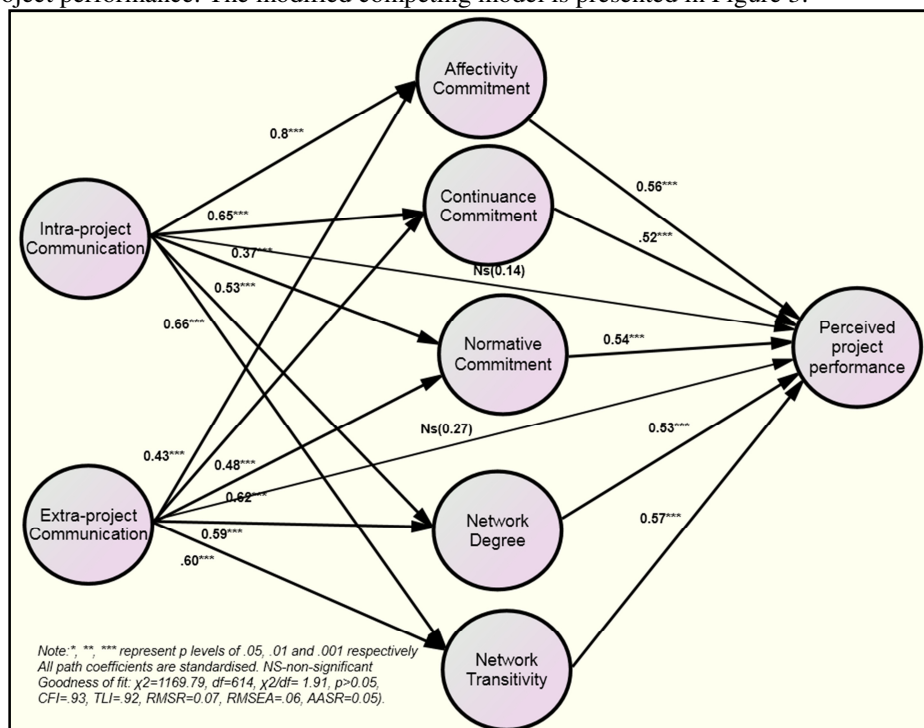 oject performance. The modified competing model is presented in Figure 3.
Affectivity
Commitment
0.8***
0.56***
Continuance
Commitment
0.65***
.52***
Intra-project
Communication
0.37***
Ns(0.14)
0.53***
0.66***
Perceived
project
performance
Normative
Commitment
0.54***
Ns(0.27)
0.53***
0.43***
0.48***
0.62***
Extra-project
Communication
Network
Degree
0.57***
0.59***
.60***
Network
Transitivity
Note:*, **, *** represent p levels of .05, .01 and .001 respectively
All path coefficients are standardised. NS-non-significant
Goodness of fit: χ2=1169.79, df=614, χ2/df= 1.91, p>0.05,
CFI=.93, TLI=.92, RMSR=0.07, RMSEA=.06, AASR=0.05).